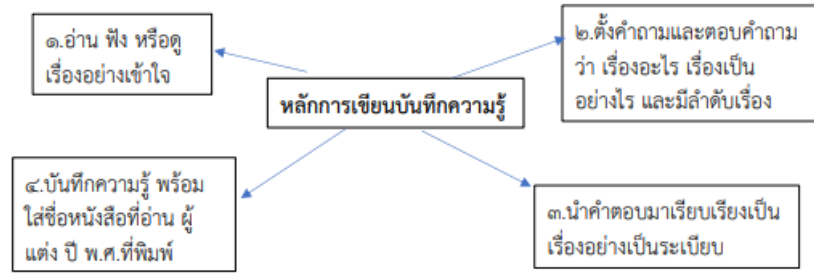 ๑.อ่าน ฟัง หรือดู
เรื่องอย่างเข้าใจ
๒.ตั้งคำถามและตอบคำถาม
ว่า เรื่องอะไร เรื่องเป็น
อย่างไร และมีลำดับเรื่อง
หลักการเขียนบันทึกความรู้
๔.บันทึกความรู้ พร้อม
ใส่ชื่อหนังสือที่อ่าน ผู้
แต่ง ปี พ.ศ.ที่พิมพ์
๓.นำคำตอบมาเรียบเรียงเป็น
เรื่องอย่างเป็นระเบียบ